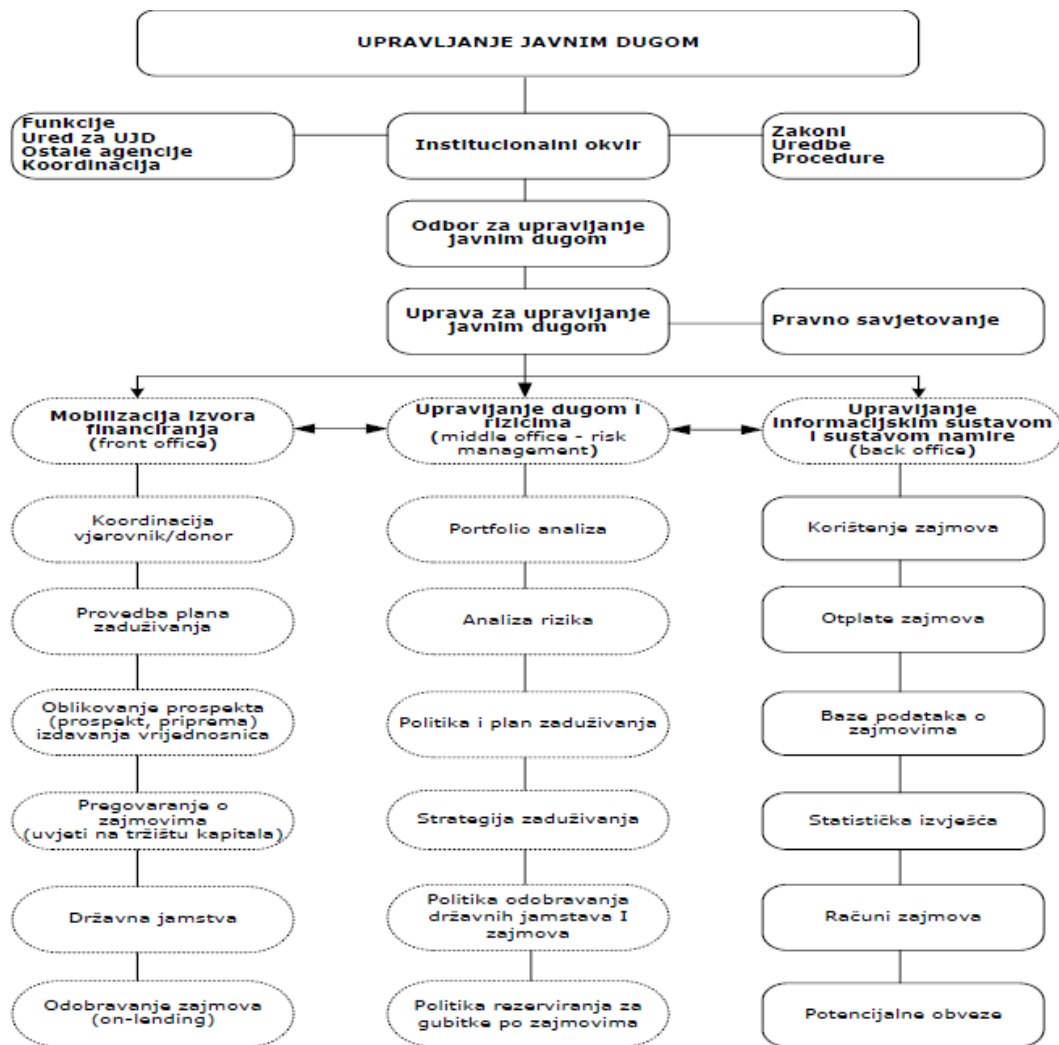 UPRAVLJANJE JAVNIM DUGOM
Funkcije
Ured za UJD
Ostale agencije
Koordinacija
Institucionalni okvir
Zakoni
Uredbe
Procedure
Odbor za upravljanje
javnim dugom
Uprava za upravljanje
javnim dugom
Pravno savjetovanje
Mobilizacija izvora
financiranja
(front office)
Upravljanje dugom i
rizicima
(middle office - risk
management)
Upravljanje
informacijskim sustavom
i sustavom namire
(back office)
Koordinacija
vjerovnik/donor
Provedba plana
zaduživanja
Oblikovanje prospekta
(prospekt, priprema)
izdavanja vrijednosnica
Pregovaranje o
zajmovima
(uvjeti na tržištu kapitala)
Državna jamstva
Odobravanje zajmova
(on-lending)
Portfolio analiza
Analiza rizika
Politika i plan zaduživanja
Strategija zaduživanja
Politika odobravanja
državnih jamstava I
zajmova
Politika rezerviranja za
gubitke po zajmovima
Korištenje zajmova
Otplate zajmova
Baze podataka o
zajmovima
Statistička izvješća
Računi zajmova
Potencijalne obveze